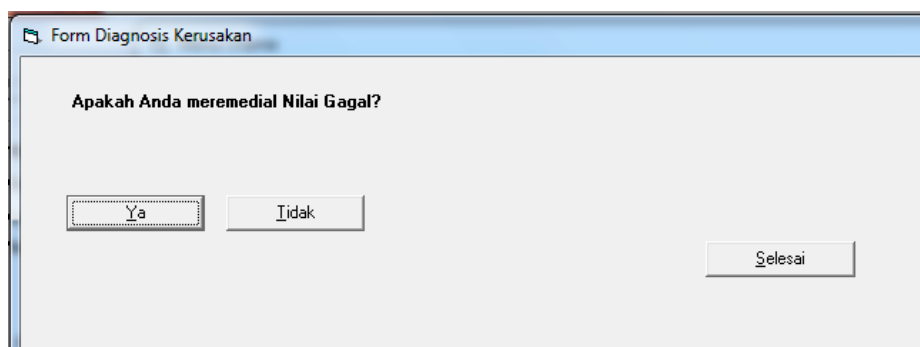 Form Diagnosis Kerusakan
Apakah Anda meremedial Nilai Gagal?
Ya
Tidak
Selesai